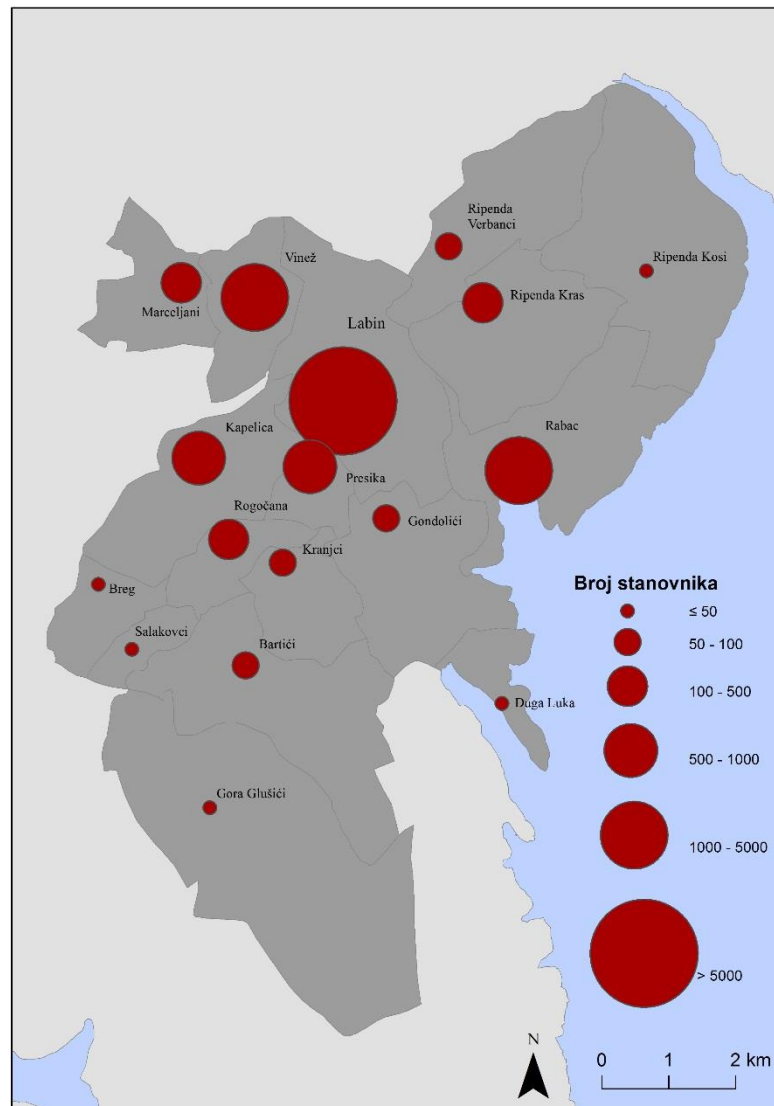 Ripenda
Verbanci
Ripenda Kosi
Vinež
Marceljani
Ripenda Kras
Labin
Kapelica
Rabac
Presika
Rogočana
Gondolići
Kranjci
Breg
Salakovci
Bartići
Duga Luka
Gora Glušići
Broj stanovnika
≤ 50
50 - 100
100 - 500
500 - 1000
1000 - 5000
> 5000
N
0 1 2 km